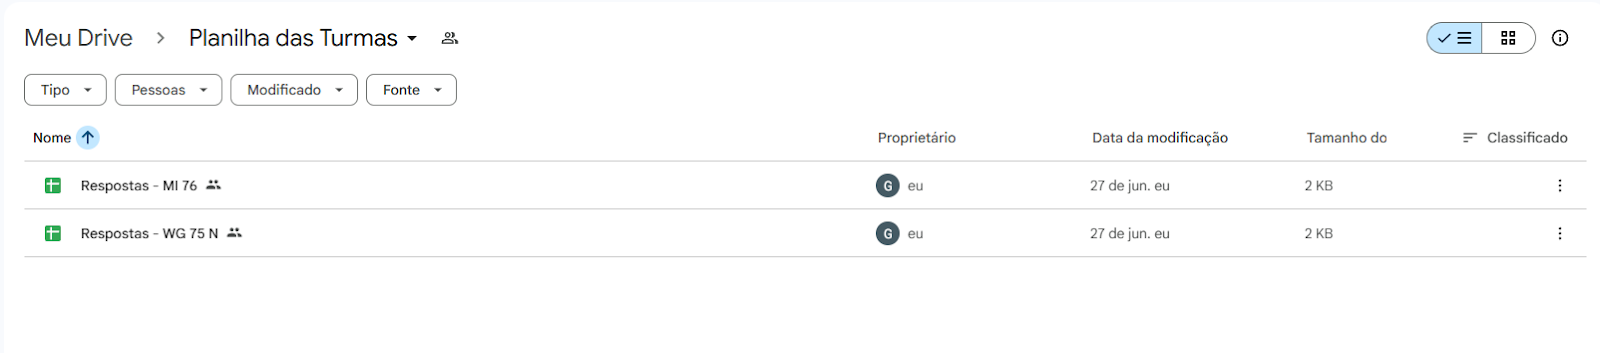 Meu Drive > Planilha das Turmas
Tipo Pessoas Modificado Fonte
Nome Proprietário Data da modificação Tamanho do Classificado
Respostas - MI 76 G eu 27 de jun. eu 2 KB
Respostas - WG 75 N G eu 27 de jun. eu 2 KB